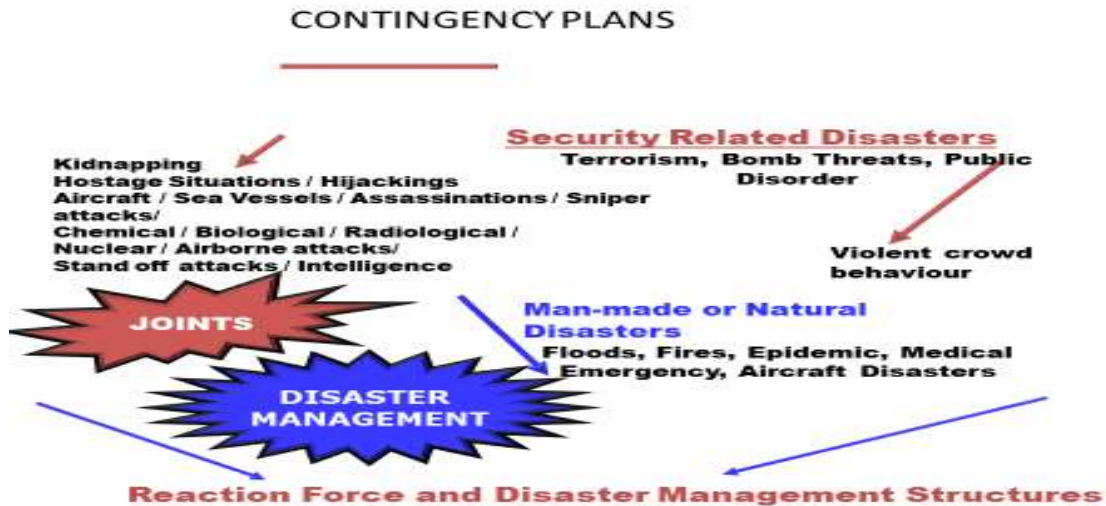 CONTINGENCY PLANS
Security Related Disasters
Terrorism, Bomb Threats, Public
Disorder
Kidnapping
Hostage Situations / Hijackings
Aircraft / Sea Vessels / Assassinations / Sniper
attacks/
Chemical / Biological / Radiological /
Nuclear / Airborne attacks/
Stand off attacks / Intelligence
Violent crowd
behaviour
JOINTS
Man-made or Natural
Disasters
Floods, Fires, Epidemic, Medical
Emergency, Aircraft Disasters
DISASTER
MANAGEMENT
Reaction Force and Disaster Management Structures